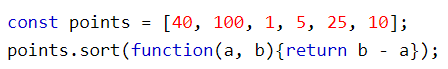 const points = [40, 100, 1, 5, 25, 10];
points.sort(function(a, b){return b - a});